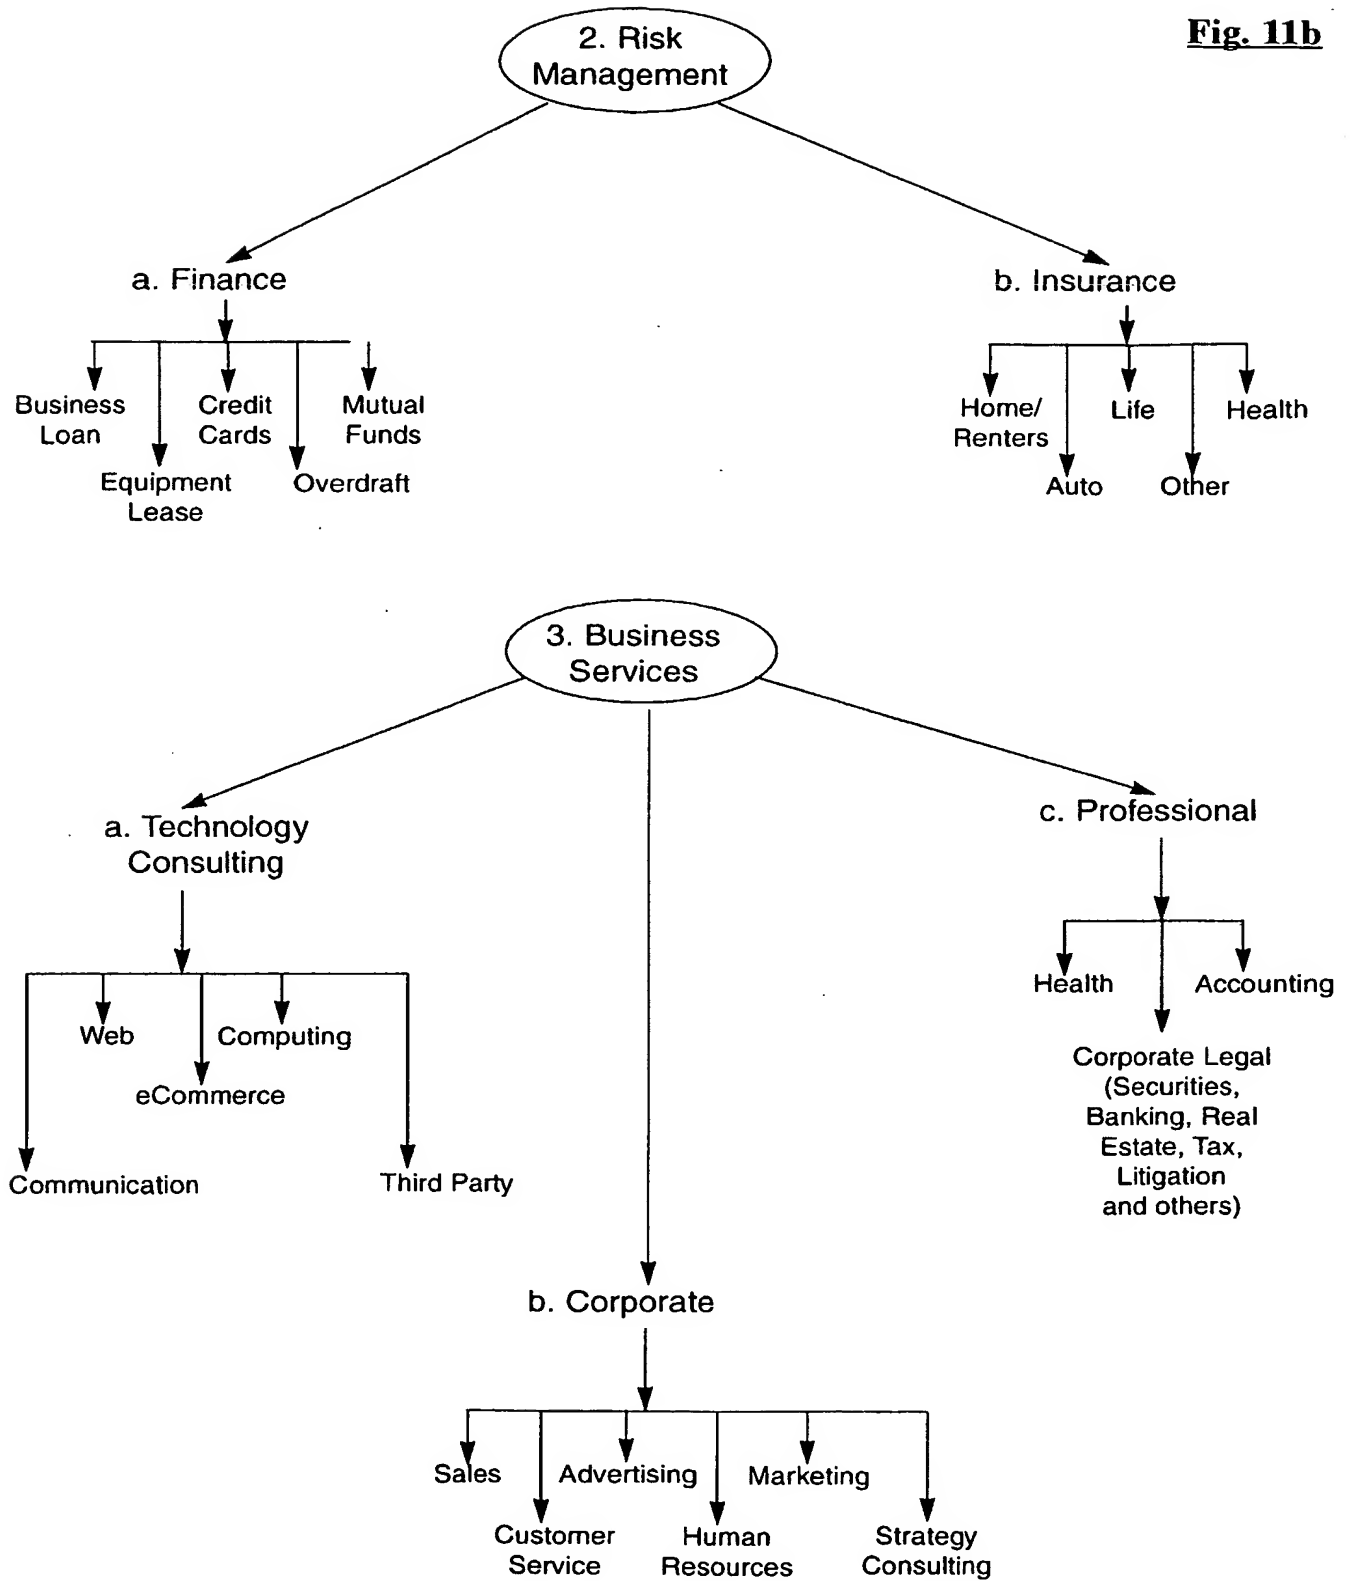 Fig. 11b
2. Risk
Management
a. Finance
b. Insurance
Business
Loan
Credit
Cards
Mutual
Funds
Equipment
Lease
Overdraft
Home/
Renters
Life
Health
Auto
Other
3. Business
Services
a. Technology
Consulting
c. Professional
Web
Computing
eCommerce
Communication
Third Party
Health
Accounting
Corporate Legal
(Securities,
Banking, Real
Estate, Tax,
Litigation
and others)
b. Corporate
Sales
Advertising
Marketing
Customer
Service
Human
Resources
Strategy
Consulting